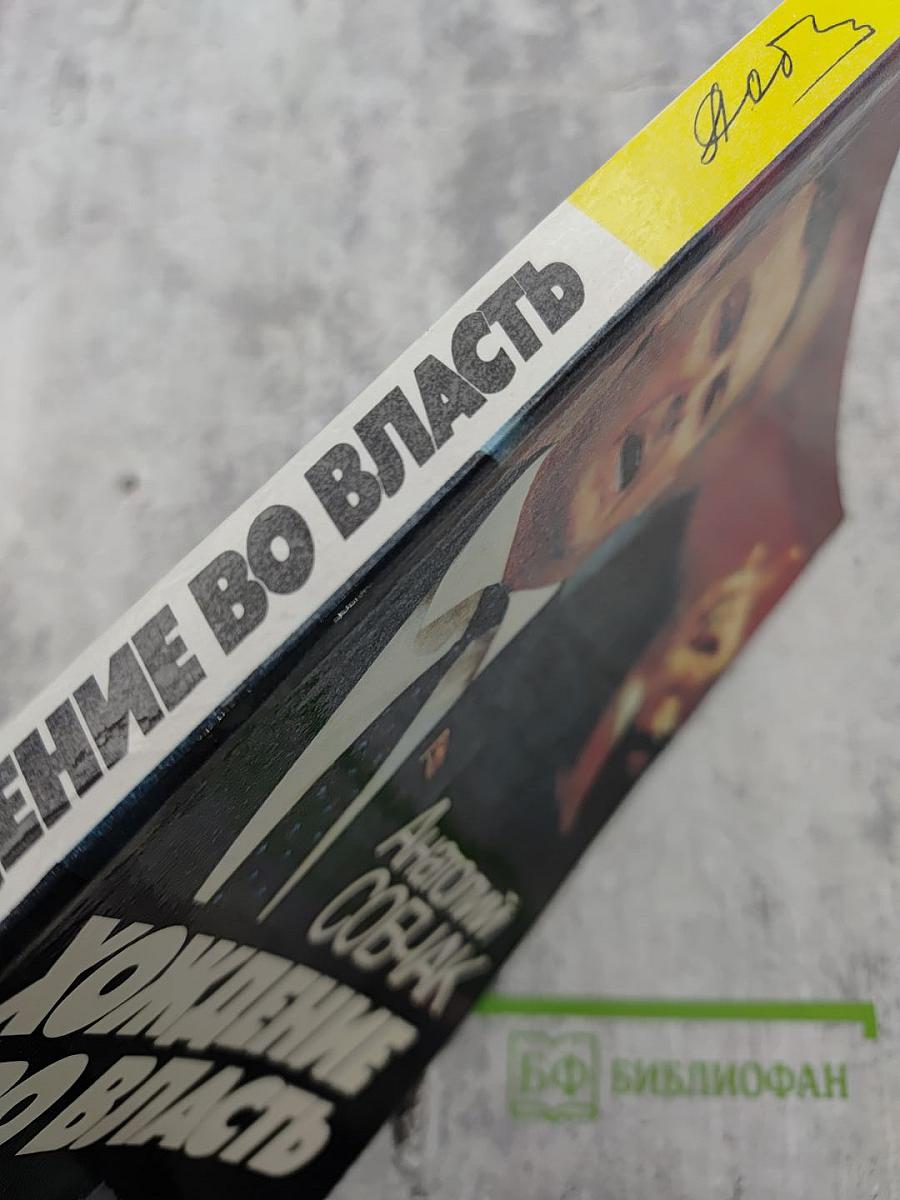 ЕНИЕ ВО ВЛАСТЬ
Анатолий
СОБЧАК
ХОЖДЕНИЕ
ВО ВЛАСТЬ
БФ БИБЛИОФАН